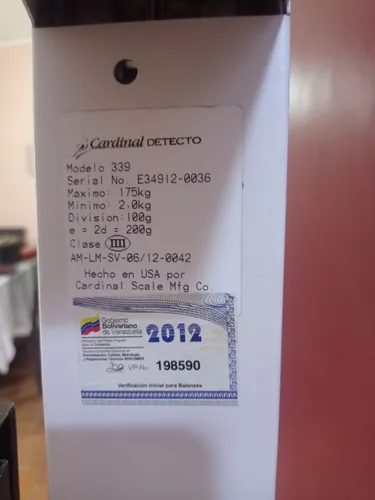 Cardinal DETECTO
Modelo 339
Serial No. E34912-0036
Maximo: 175kg
Minimo: 2.0kg
Division:100g
e = 2d = 200g
Clase IIII
AM-LM-SV-06/12-0042
Hecho en USA por
Cardinal Scale Mfg Co.
Gobierno
Bolivariano
de Venezuela
2012
VP-No. 198590
Verificación Inicial para Balanzas